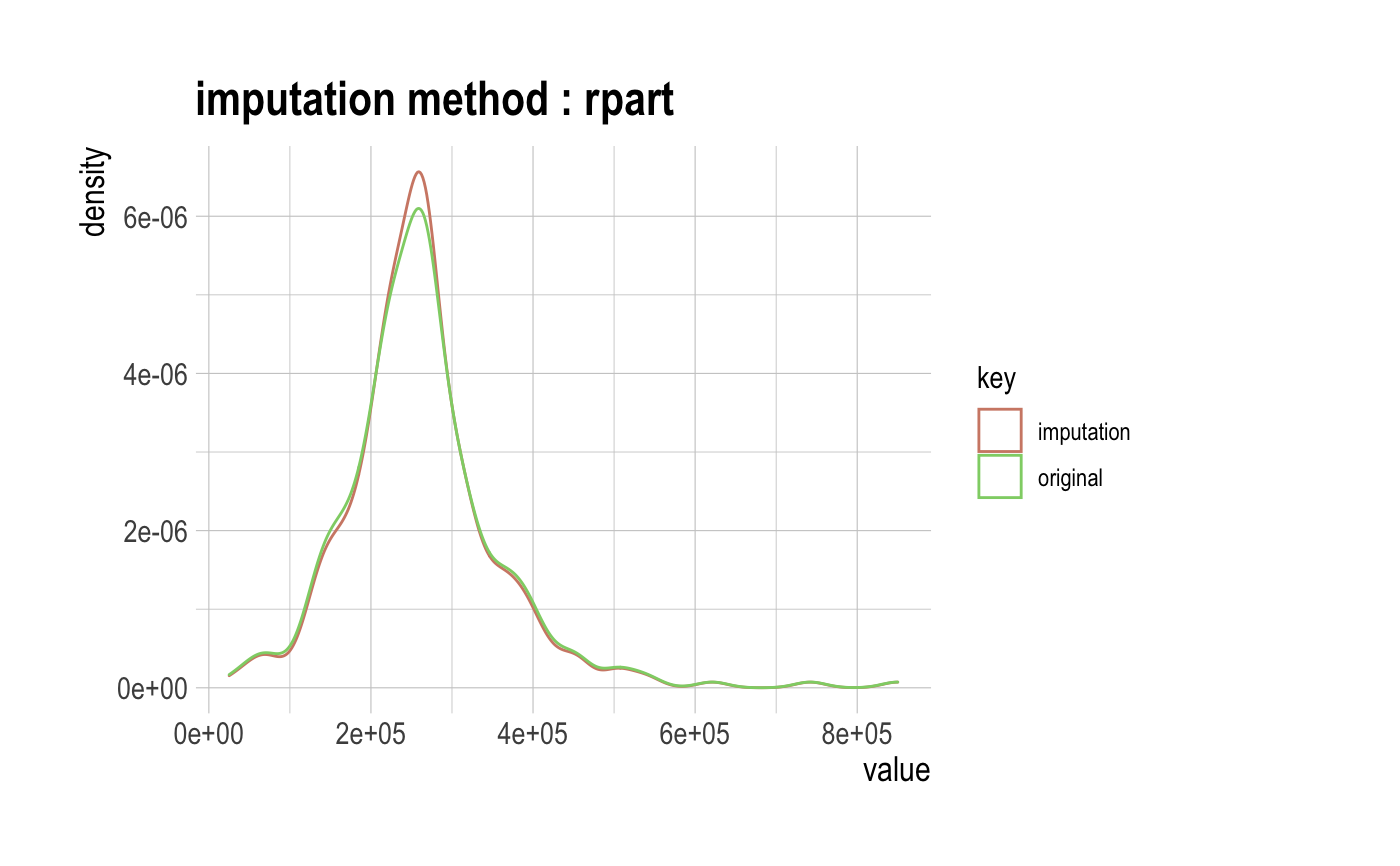 imputation method : rpart
density
6e-06
4e-06
2e-06
0e+00
0e+00 2e+05 4e+05 6e+05 8e+05
value
key
imputation
original